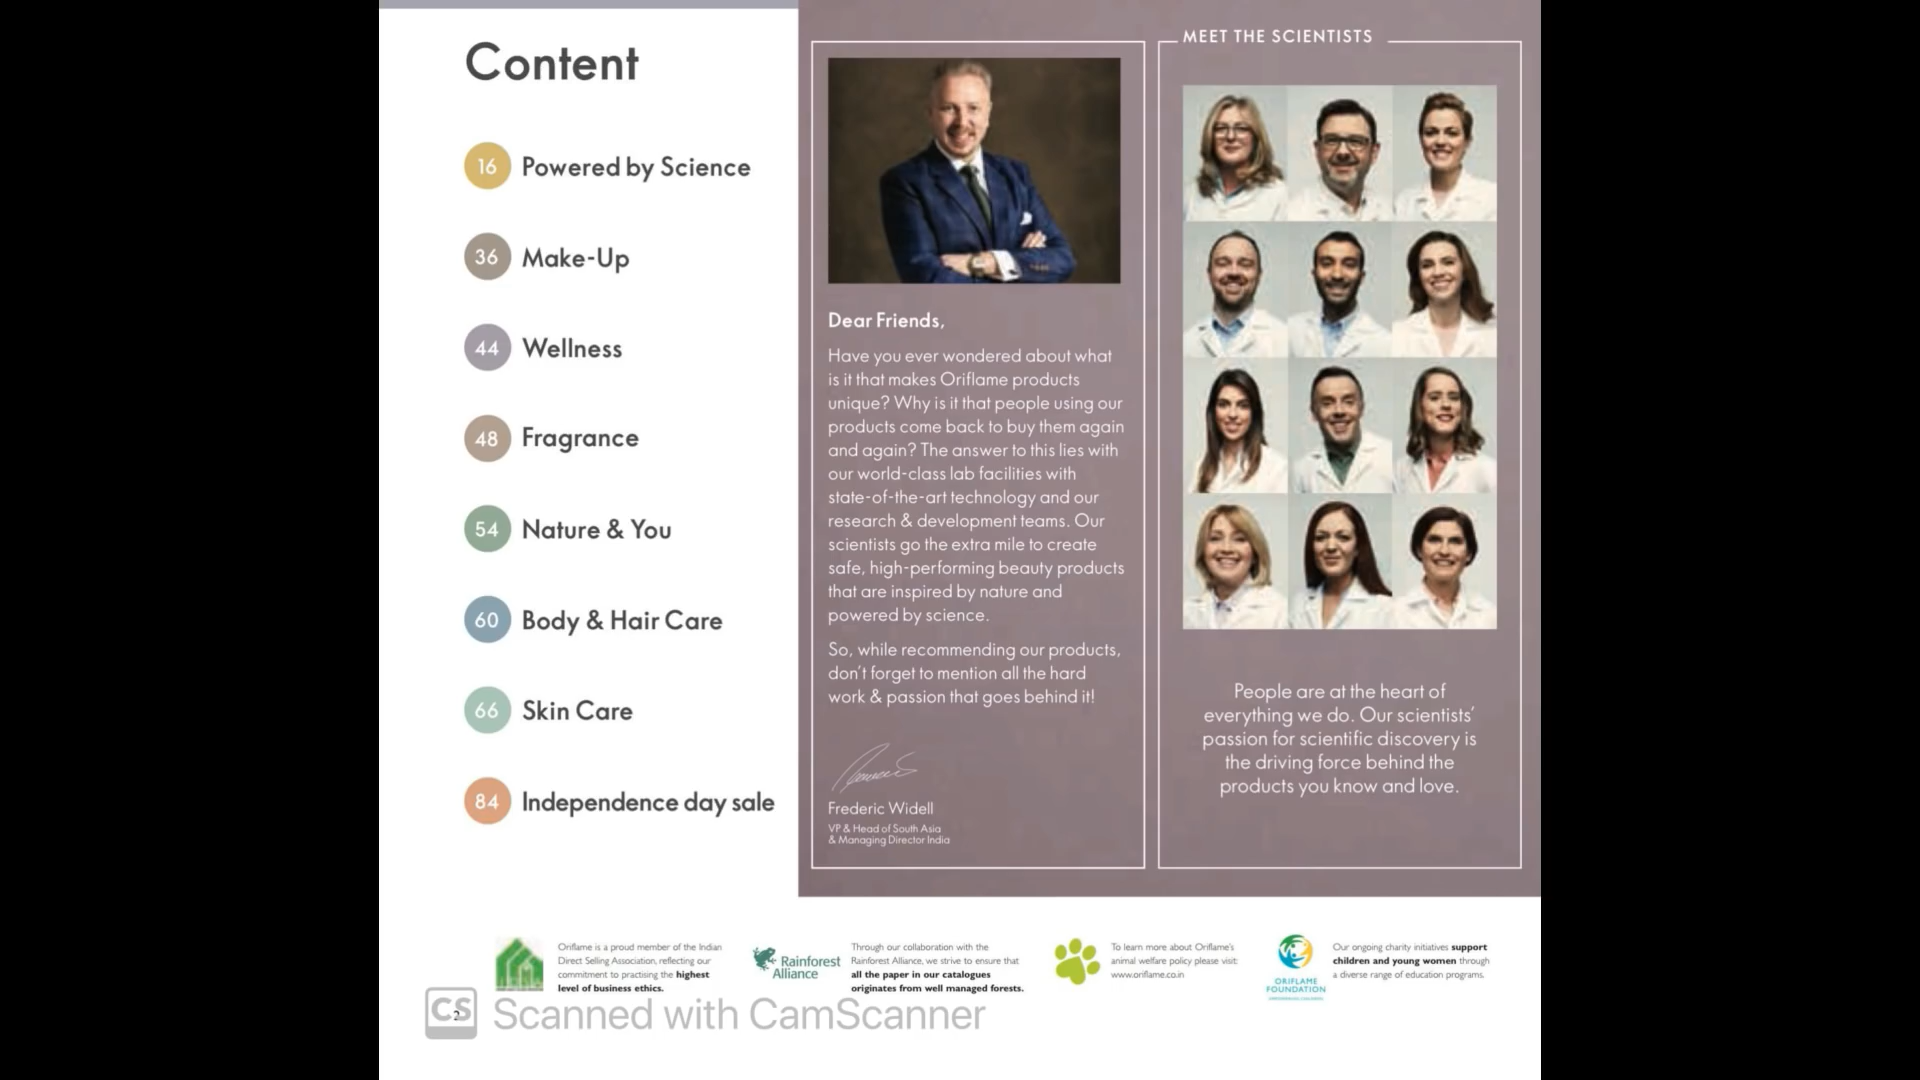 Content
16 Powered by Science
36 Make-Up
44 Wellness
48 Fragrance
54 Nature & You
60 Body & Hair Care
66 Skin Care
84 Independence day sale
Dear Friends,
Have you ever wondered about what
is it that makes Oriflame products
unique? Why is it that people using our
products come back to buy them again
and again? The answer to this lies with
our world-class lab facilities with
state-of-the-art technology and our
research & development teams. Our
scientists go the extra mile to create
safe, high-performing beauty products
that are inspired by nature and
powered by science.
So, while recommending our products,
don't forget to mention all the hard
work & passion that goes behind it!
Frederic Widell
VP & Head of South Asia
& Managing Director India
MEET THE SCIENTISTS
People are at the heart of
everything we do. Our scientists'
passion for scientific discovery is
the driving force behind the
products you know and love.
Oriflame is a proud member of the Indian
Direct Selling Association, reflecting our
commitment to practising the highest
level of business ethics.
Rainforest
Alliance
Through our collaboration with the
Rainforest Alliance, we strive to ensure that
all the paper in our catalogues
originates from well managed forests.
To learn more about Oriflame's
animal welfare policy please visit:
www.oriflame.co.in
ORIFLAME
FOUNDATION
Our ongoing charity initiatives support
children and young women through
a diverse range of education programs.
2
CS Scanned with CamScanner